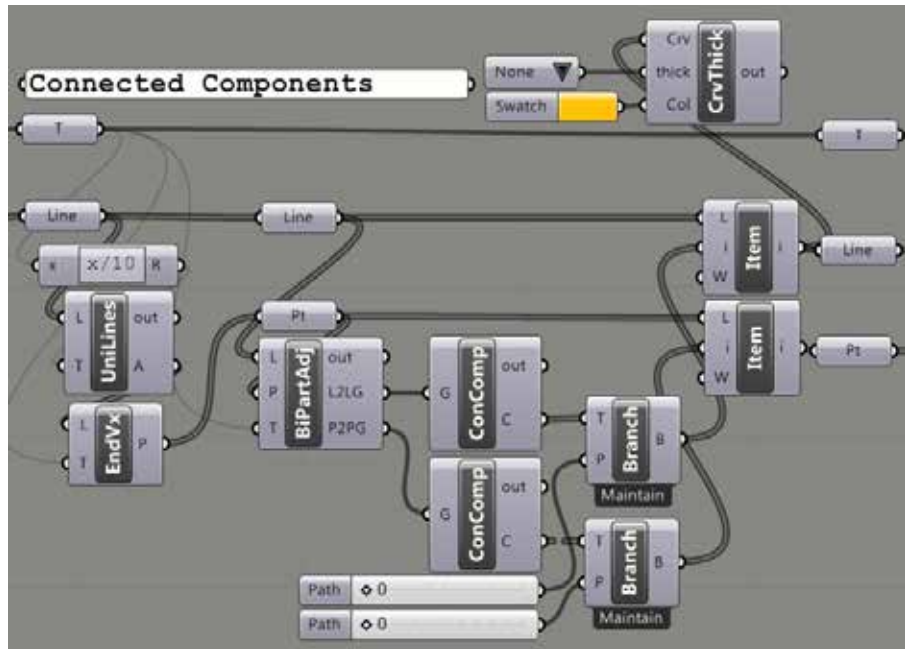 Connected Components
None
Swatch
Crv
thick
Col
CrvThick
out
T
T
Line
Line
x
x/10
R
L
T
UniLines
out
A
Pt
L
T
EndVx
P
L
P
T
BiPartAdj
out
L2LG
P2PG
G
ConComp
out
C
G
ConComp
out
C
T
P
Branch
B
Maintain
T
P
Branch
B
Maintain
Path
0
Path
0
L
i
W
Item
i
Line
L
i
W
Item
i
Pt